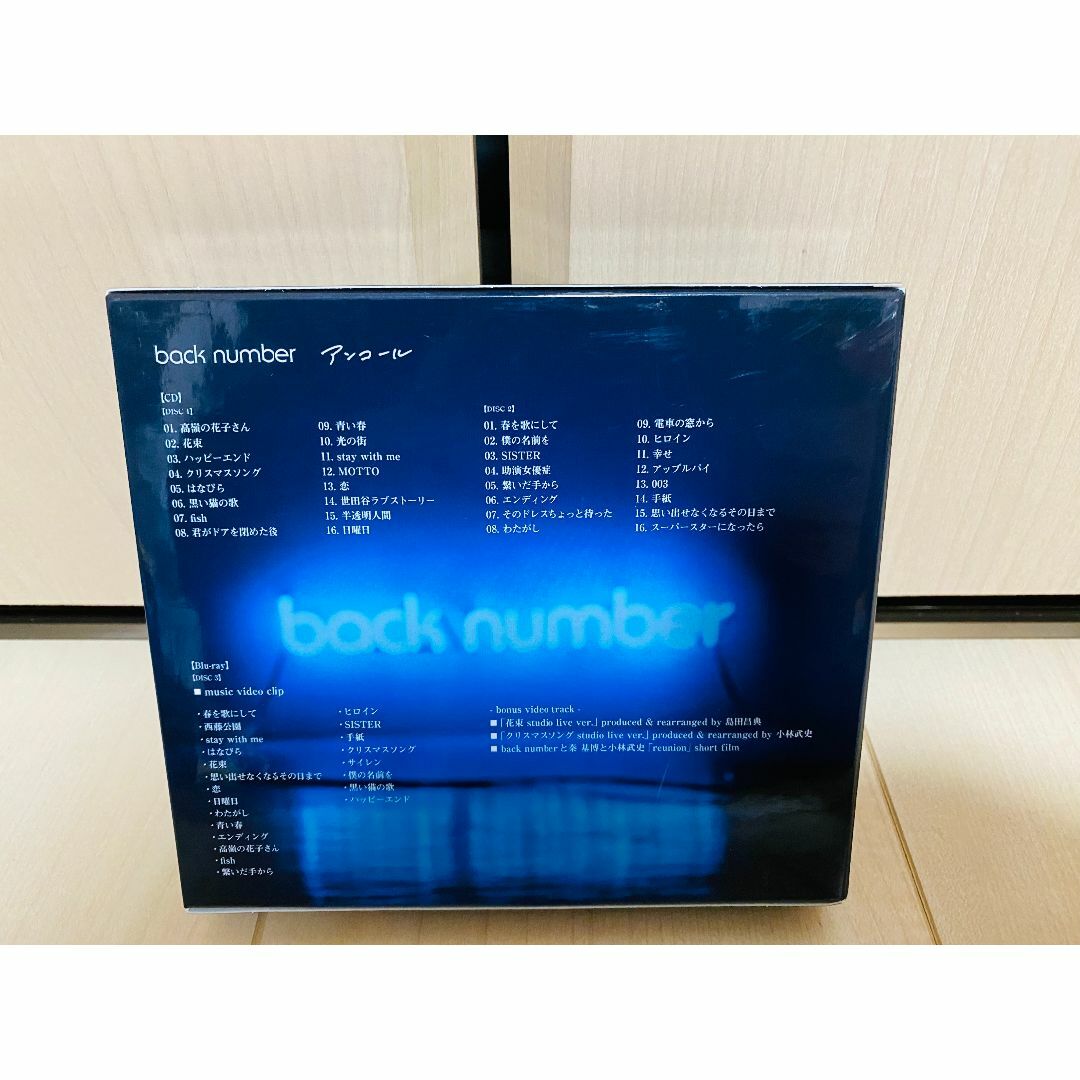 back number アンコール
【CD】
【DISC 1】
01. 高嶺の花子さん
02. 花束
03. ハッピーエンド
04. クリスマスソング
05. はなびら
06. 黒い猫の歌
07. fish
08. 君がドアを閉めた後
09. 青い春
10. 光の街
11. stay with me
12. MOTTO
13. 恋
14. 世田谷ラブストーリー
15. 半透明人間
16. 日曜日
【DISC 2】
01. 春を歌にして
02. 僕の名前を
03. SISTER
04. 助演女優症
05. 繋いだ手から
06. エンディング
07. そのドレスちょっと待った
08. わたがし
09. 電車の窓から
10. ヒロイン
11. 幸せ
12. アップルパイ
13. 003
14. 手紙
15. 思い出せなくなるその日まで
16. スーパースターになったら
back number
【Blu-ray】
【DISC 3】
■ music video clip
・春を歌にして
・西藤公園
・stay with me
・はなびら
・花束
・思い出せなくなるその日まで
・恋
・日曜日
・わたがし
・青い春
・エンディング
・高嶺の花子さん
・fish
・繋いだ手から
・ヒロイン
・SISTER
・手紙
・クリスマスソング
・サイレン
・僕の名前を
・黒い猫の歌
・ハッピーエンド
- bonus video track -
■「花束 studio live ver.」produced & rearranged by 島田昌典
■「クリスマスソング studio live ver.」produced & rearranged by 小林武史
■ back numberと秦 基博と小林武史「reunion」short film